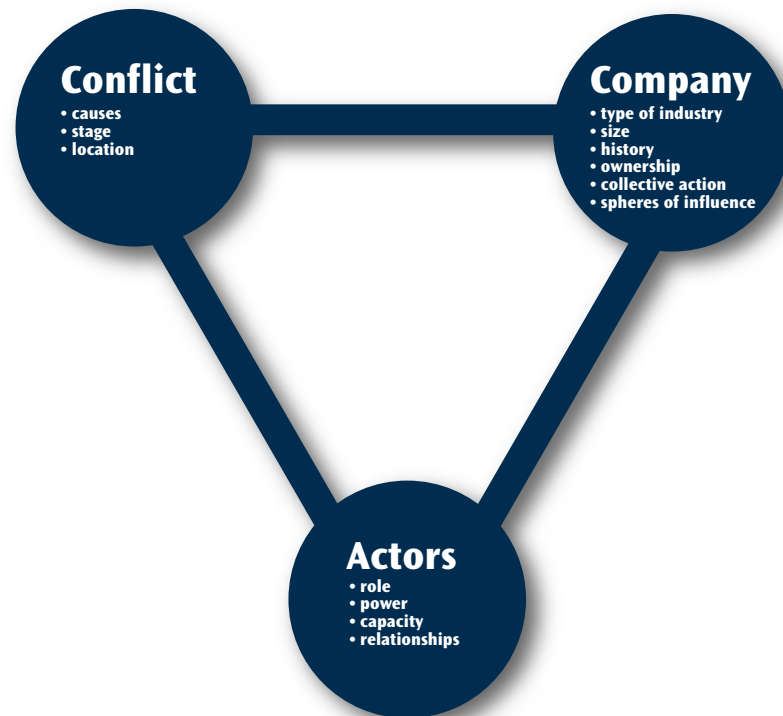 Conflict
• causes
• stage
• location
Company
• type of industry
• size
• history
• ownership
• collective action
• spheres of influence
Actors
• role
• power
• capacity
• relationships